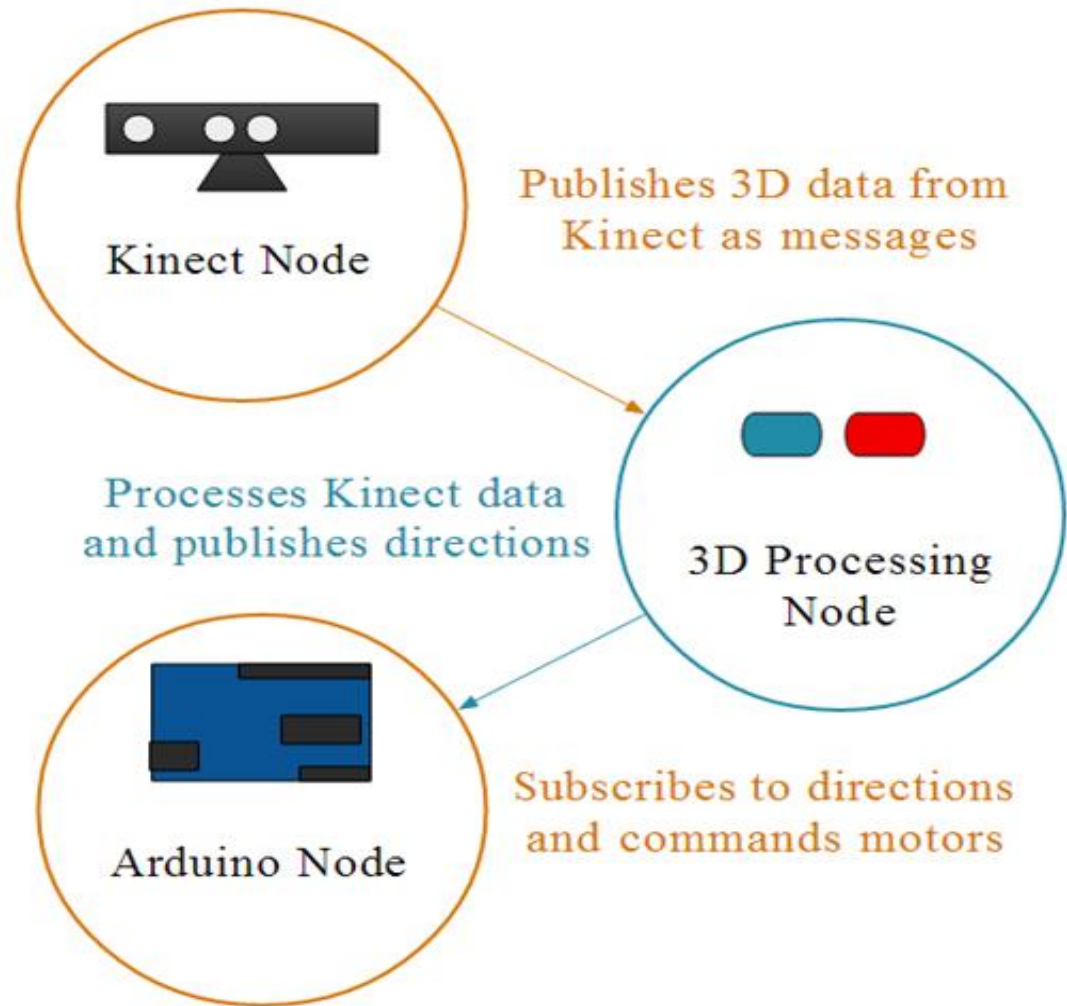 Kinect Node
Publishes 3D data from
Kinect as messages
3D Processing
Node
Processes Kinect data
and publishes directions
Arduino Node
Subscribes to directions
and commands motors